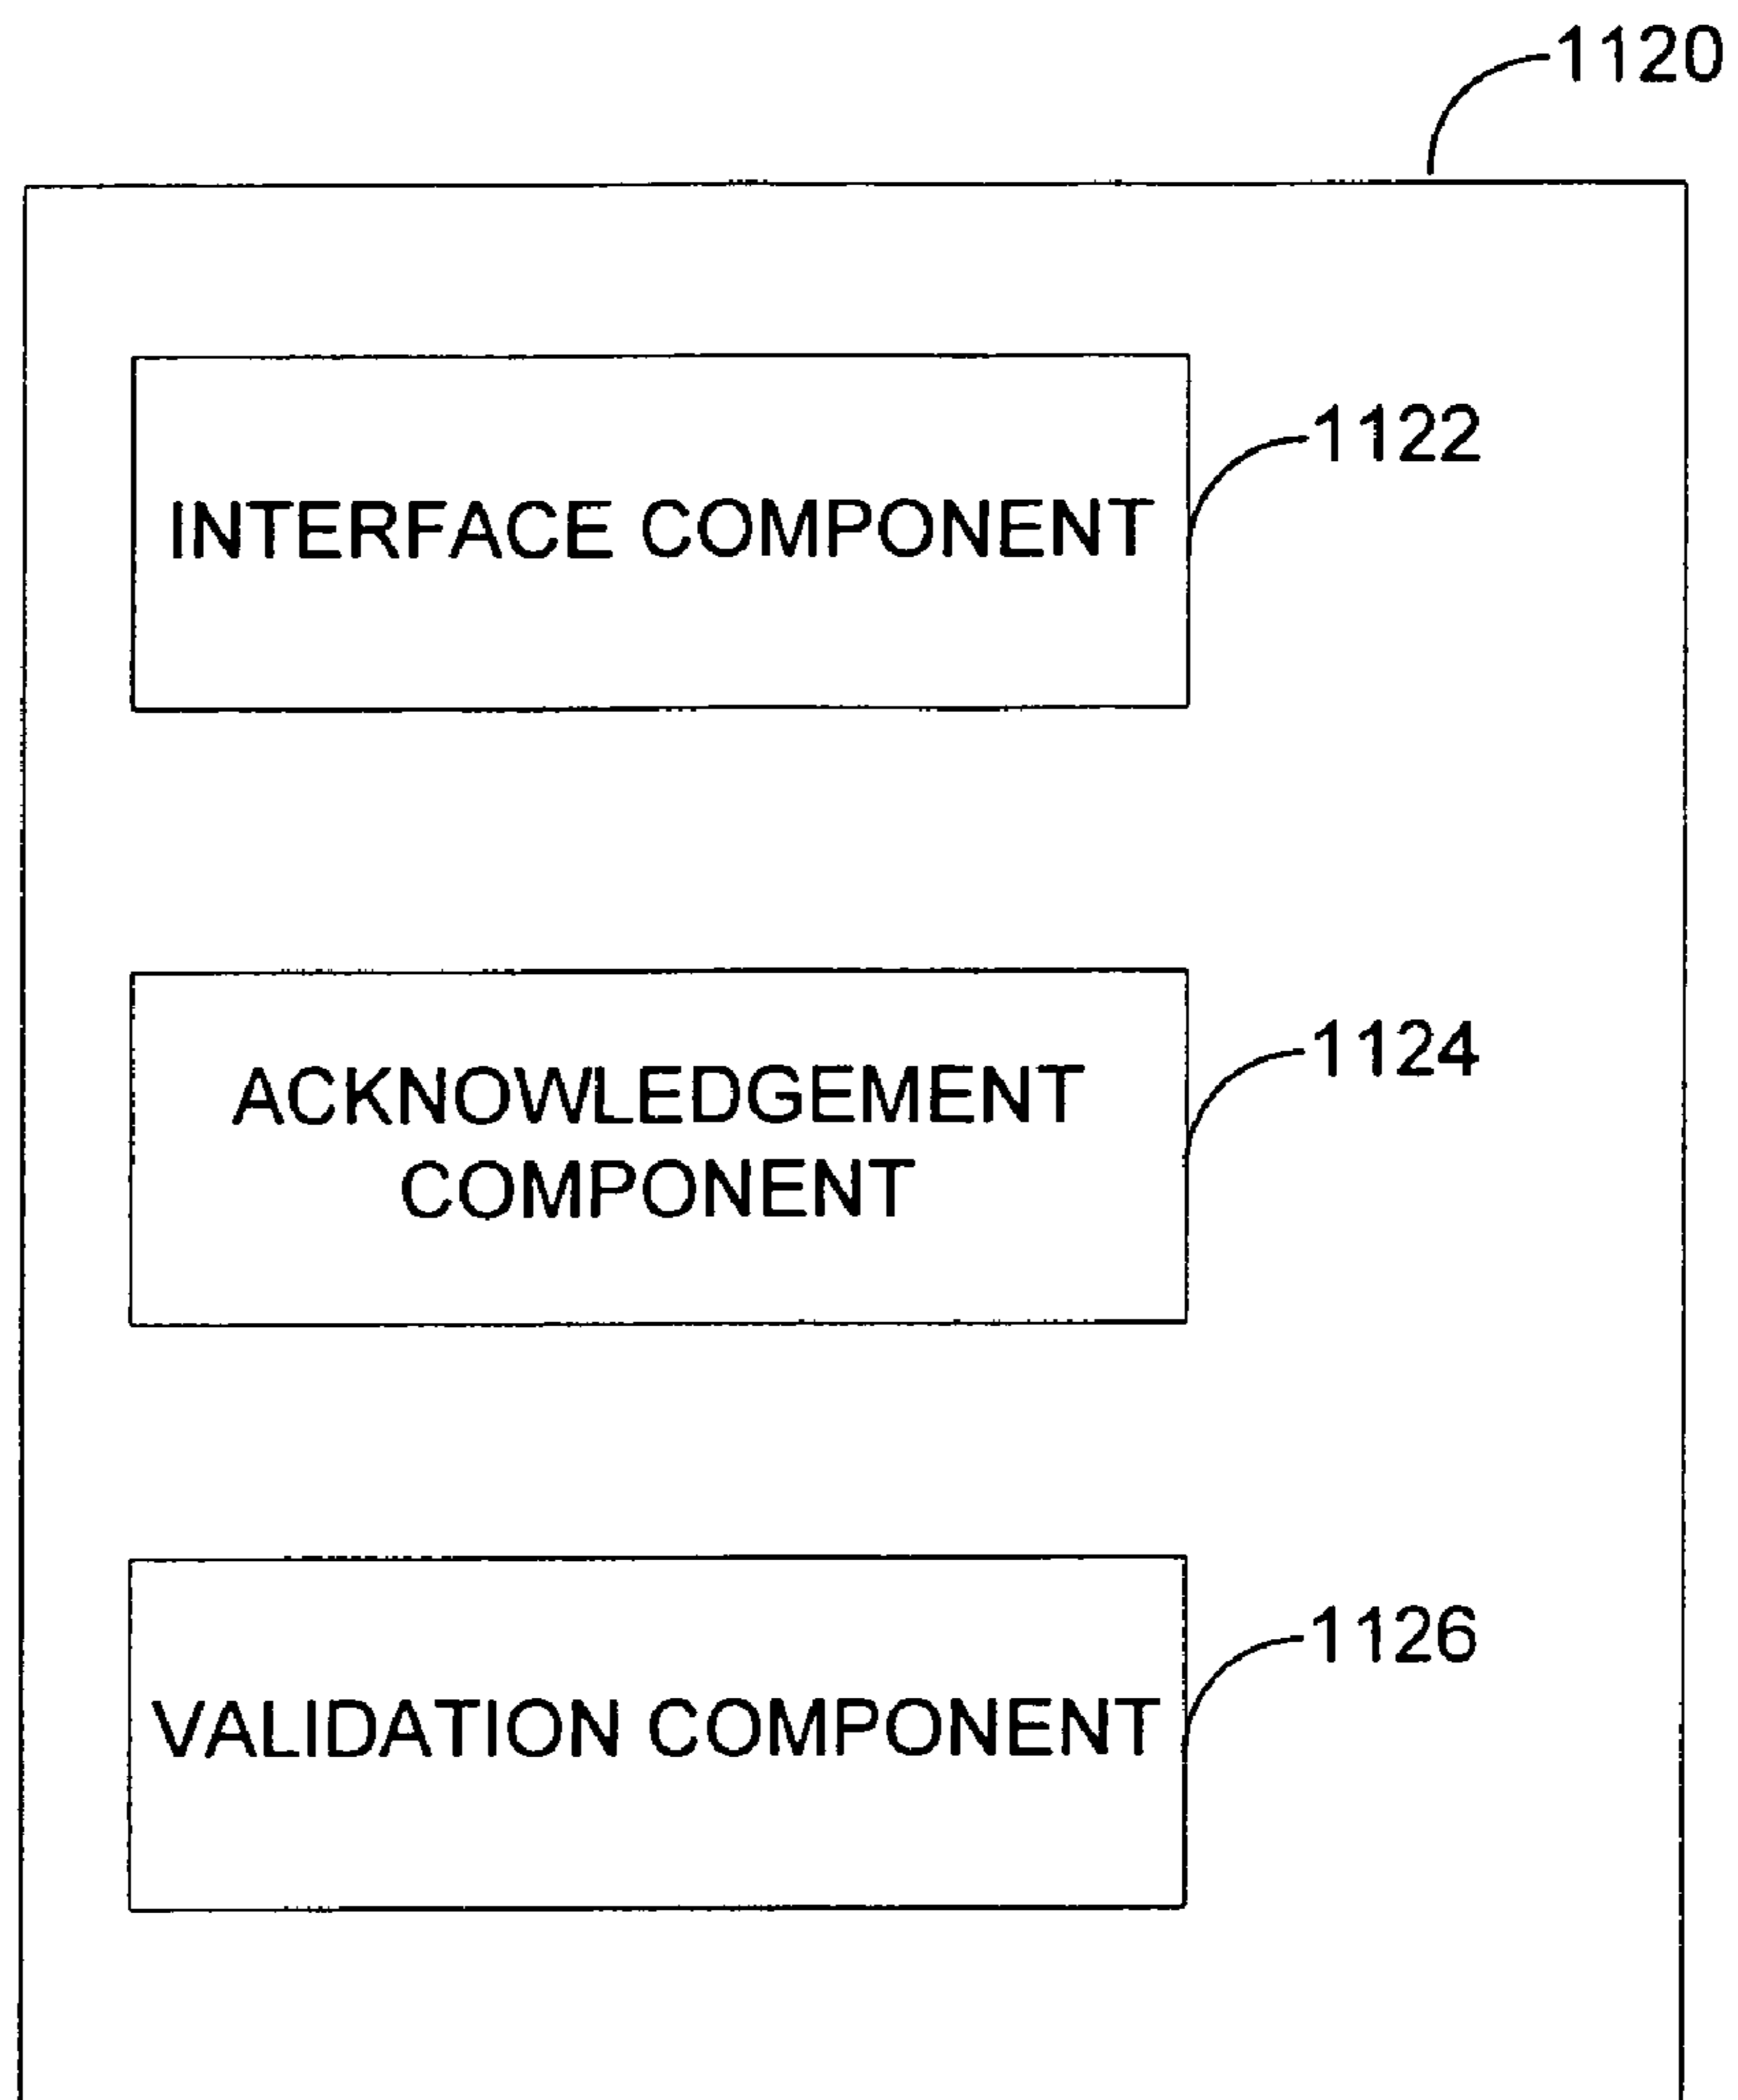 1120
1122
INTERFACE COMPONENT
1124
ACKNOWLEDGEMENT
COMPONENT
1126
VALIDATION COMPONENT